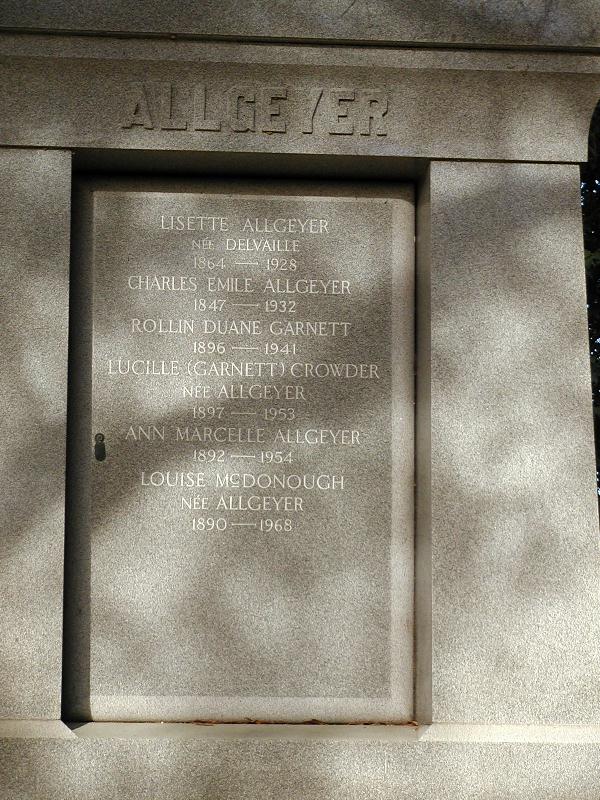 ALLGEYER
LISETTE ALLGEYER
NÉE DELVAILLE
1864 — 1928
CHARLES EMILE ALLGEYER
1847 — 1932
ROLLIN DUANE GARNETT
1896 — 1941
LUCILLE (GARNETT) CROWDER
NÉE ALLGEYER
1897 — 1953
ANN MARCELLE ALLGEYER
1892 — 1954
LOUISE McDONOUGH
NÉE ALLGEYER
1890 — 1968